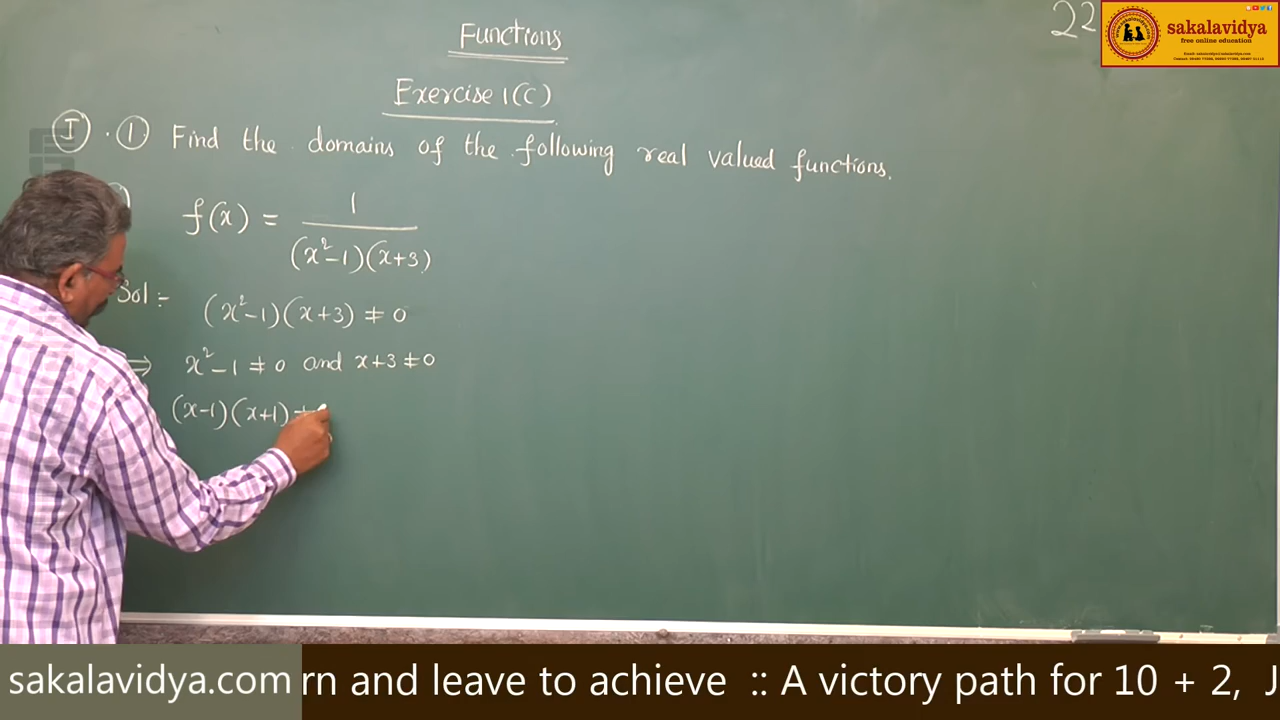 Functions
22
sakalavidya
free online education
Exercise 1(C)
I . 1 Find the domains of the following real valued functions.
f(x) = 1 / (x²-1)(x+3)
Sol :- (x²-1)(x+3) ≠ 0
⇒ x²-1 ≠ 0 and x+3 ≠ 0
(x-1)(x+1) ≠
sakalavidya.com rn and leave to achieve :: A victory path for 10 + 2, J